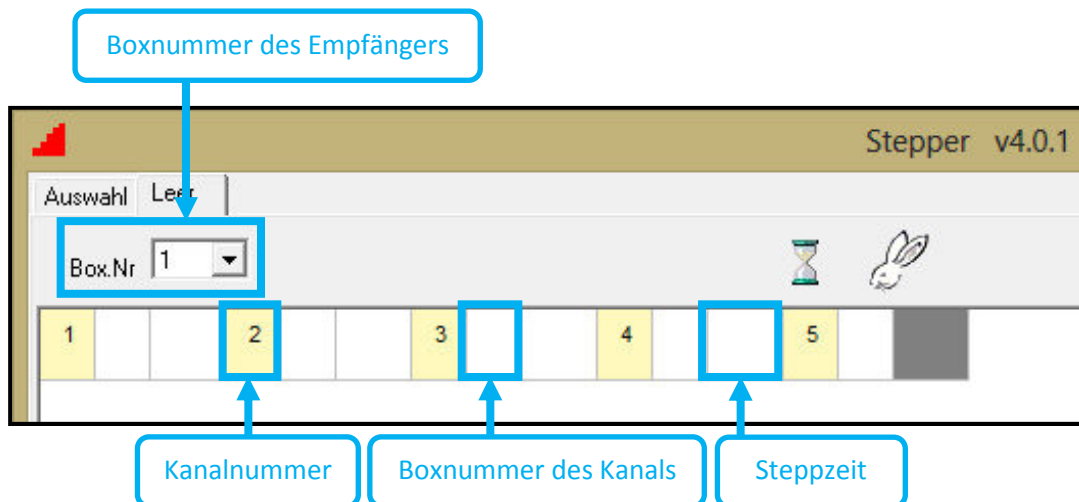 Boxnummer des Empfängers
Stepper v4.0.1
Auswahl Leer
Box.Nr 1
1 2 3 4 5
Kanalnummer Boxnummer des Kanals Steppzeit